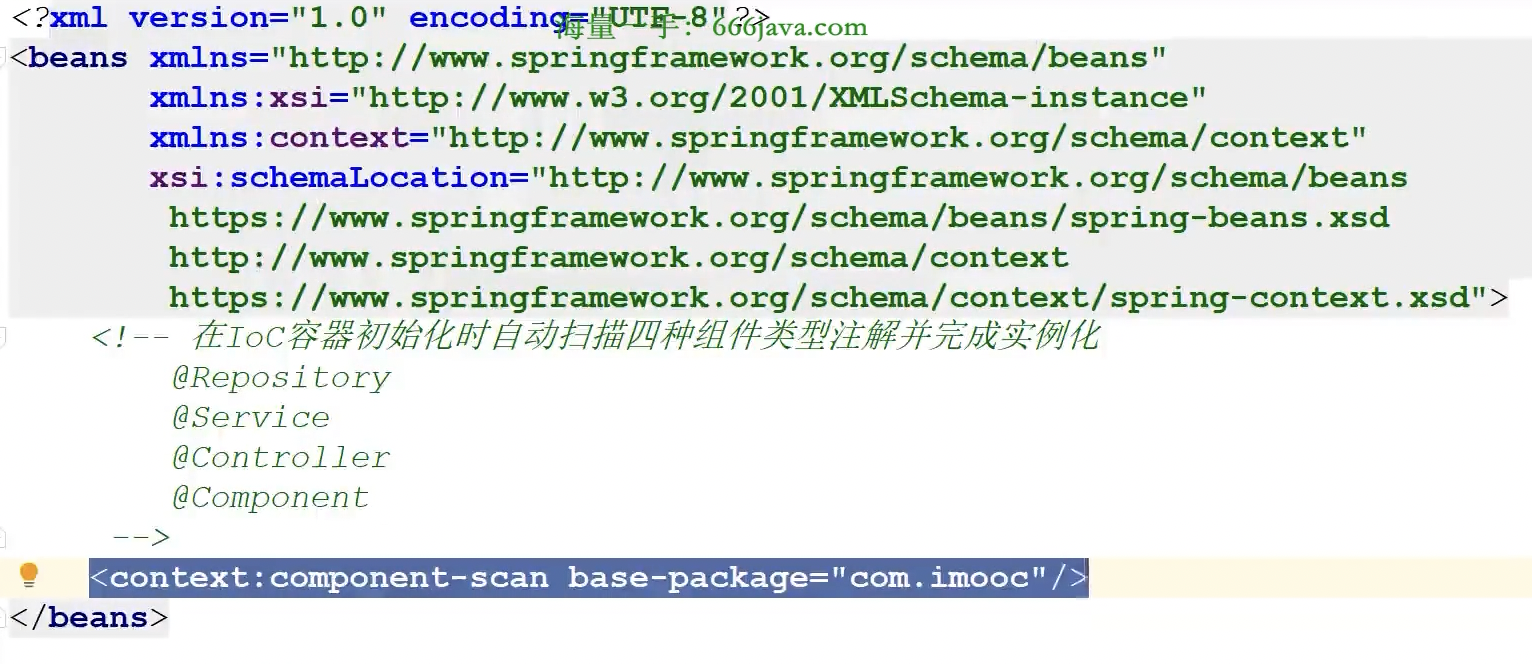 <?xml version="1.0" encoding="UTF-8"?>
海量一手：666java.com
<beans xmlns="http://www.springframework.org/schema/beans"
xmlns:xsi="http://www.w3.org/2001/XMLSchema-instance"
xmlns:context="http://www.springframework.org/schema/context"
xsi:schemaLocation="http://www.springframework.org/schema/beans
https://www.springframework.org/schema/beans/spring-beans.xsd
http://www.springframework.org/schema/context
https://www.springframework.org/schema/context/spring-context.xsd">
<!-- 在IoC容器初始化时自动扫描四种组件类型注解并完成实例化
@Repository
@Service
@Controller
@Component
-->
<context:component-scan base-package="com.imooc"/>
</beans>